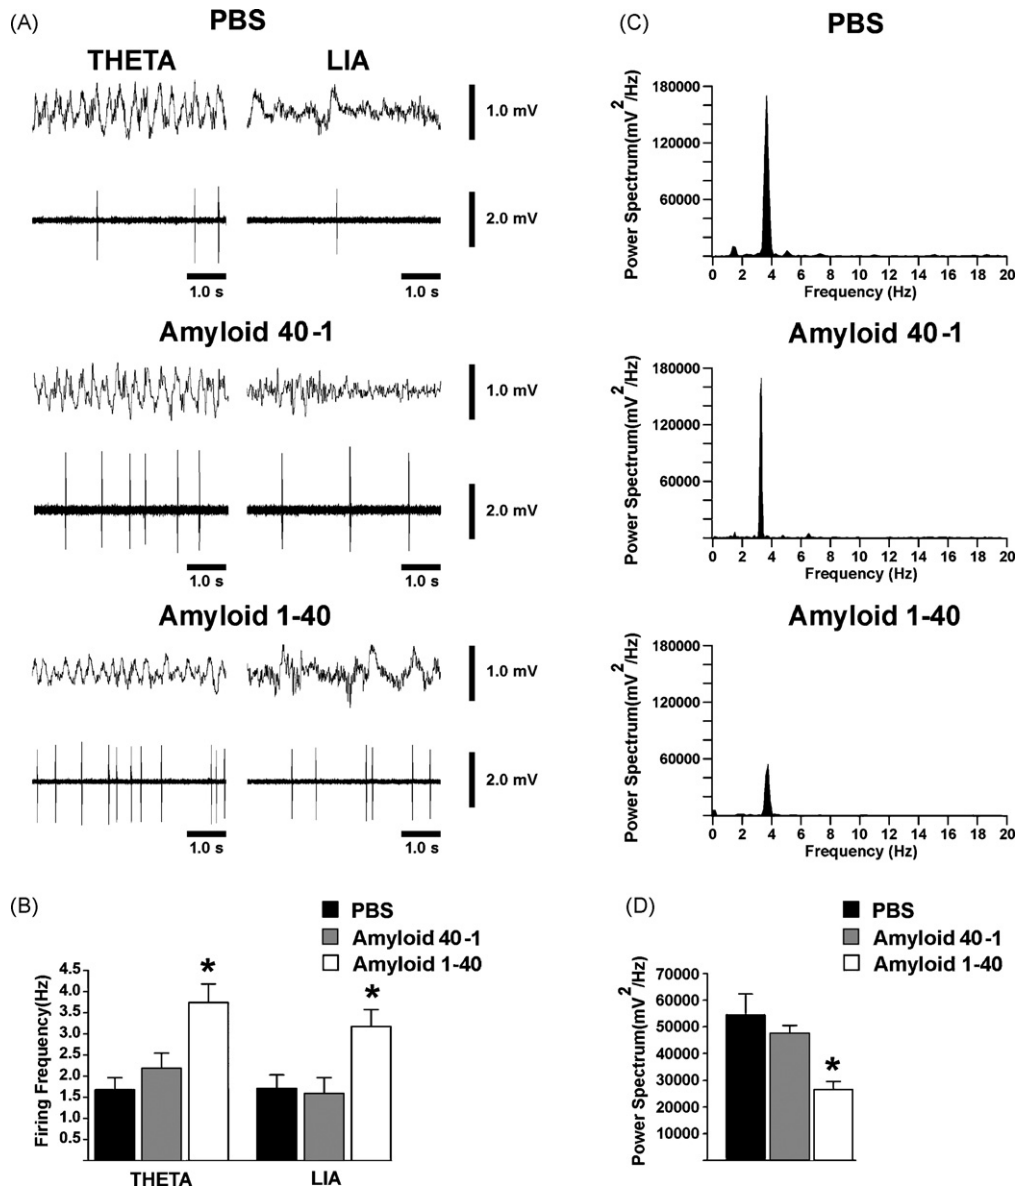 (A)
PBS
THETA LIA
1.0 mV
2.0 mV
1.0 s 1.0 s
Amyloid 40-1
1.0 mV
2.0 mV
1.0 s 1.0 s
Amyloid 1-40
1.0 mV
2.0 mV
1.0 s 1.0 s
(B)
PBS
Amyloid 40-1
Amyloid 1-40
Firing Frequency(Hz)
4.5
4.0
3.5
3.0
2.5
2.0
1.5
1.0
0.5
*
*
THETA LIA
(C)
PBS
Power Spectrum(mV²/Hz)
180000
120000
60000
0 2 4 6 8 10 12 14 16 18 20
Frequency (Hz)
Amyloid 40-1
Power Spectrum(mV²/Hz)
180000
120000
60000
0 2 4 6 8 10 12 14 16 18 20
Frequency (Hz)
Amyloid 1-40
Power Spectrum(mV²/Hz)
180000
120000
60000
0 2 4 6 8 10 12 14 16 18 20
Frequency (Hz)
(D)
PBS
Amyloid 40-1
Amyloid 1-40
Power Spectrum(mV²/Hz)
70000
60000
50000
40000
30000
20000
10000
*